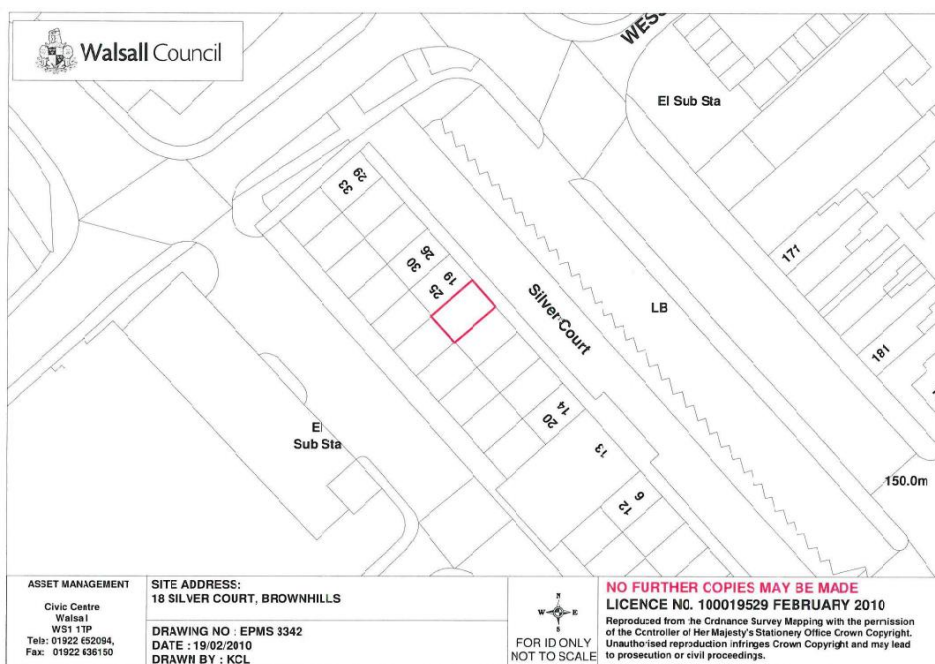 Walsall Council
WESS
El Sub Sta
29
33
26
30
19
25
Silver Court
LB
171
181
14
20
13
El
Sub Sta
6
12
150.0m
ASSET MANAGEMENT
Civic Centre
Walsall
WS1 1TP
Tele: 01922 652094,
Fax: 01922 636150
SITE ADDRESS:
18 SILVER COURT, BROWNHILLS
DRAWING NO : EPMS 3342
DATE : 19/02/2010
DRAWN BY : KCL
N
W E
S
FOR ID ONLY
NOT TO SCALE
NO FURTHER COPIES MAY BE MADE
LICENCE NO. 100019529 FEBRUARY 2010
Reproduced from the Ordnance Survey Mapping with the permission
of the Controller of Her Majesty's Stationery Office Crown Copyright.
Unauthorised reproduction infringes Crown Copyright and may lead
to prosecution or civil proceedings.